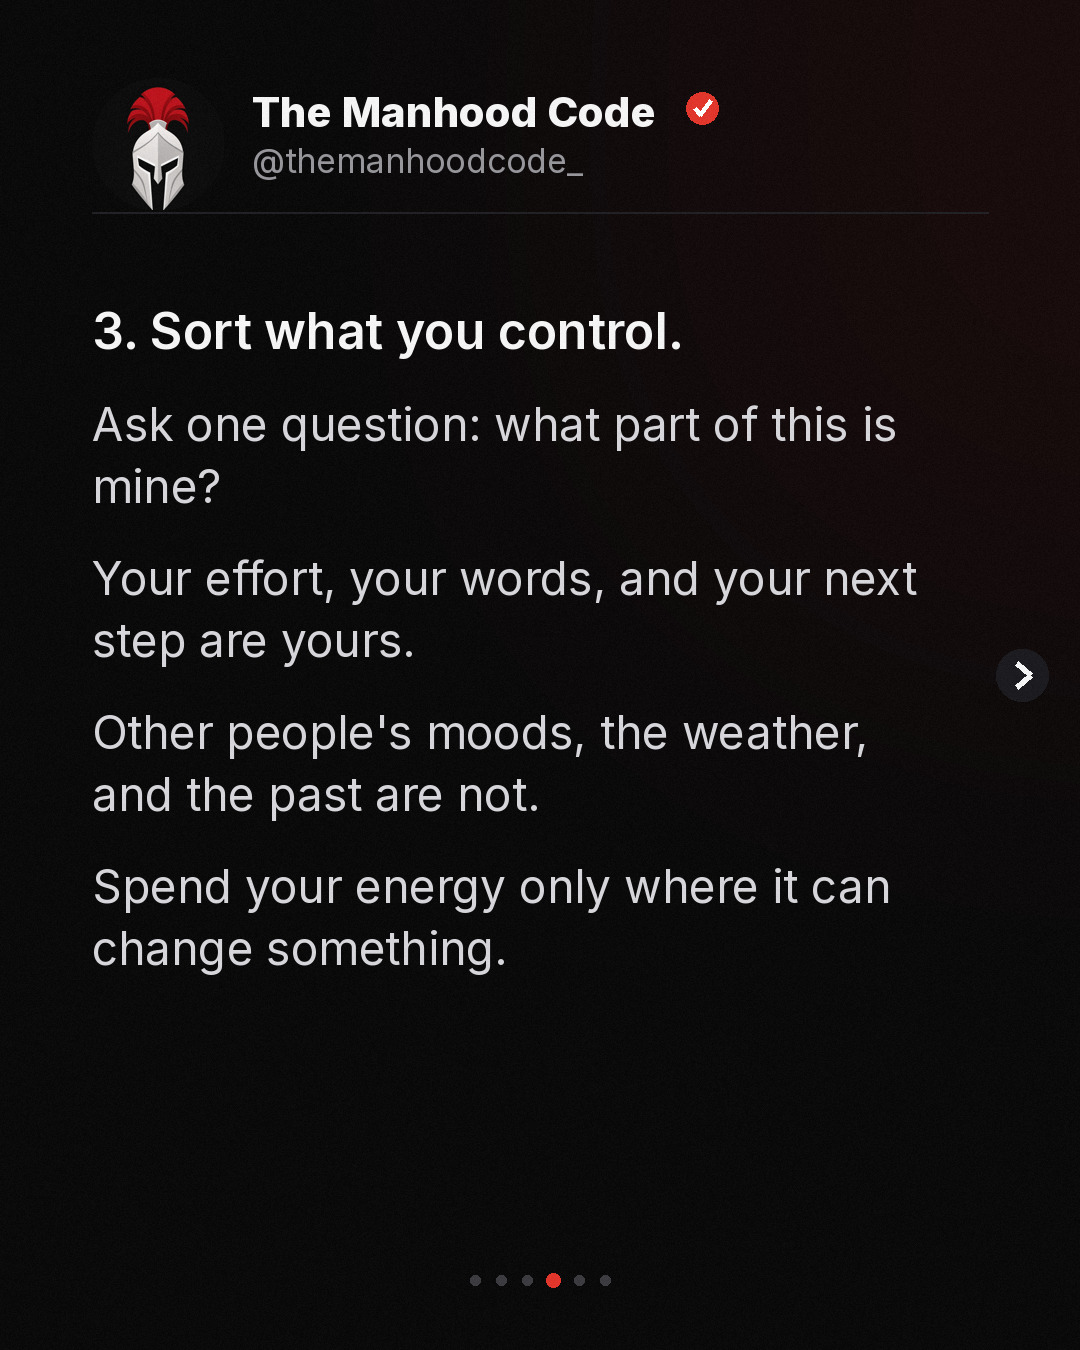 The Manhood Code
@themanhoodcode_
3. Sort what you control.
Ask one question: what part of this is
mine?
Your effort, your words, and your next
step are yours.
Other people's moods, the weather,
and the past are not.
Spend your energy only where it can
change something.